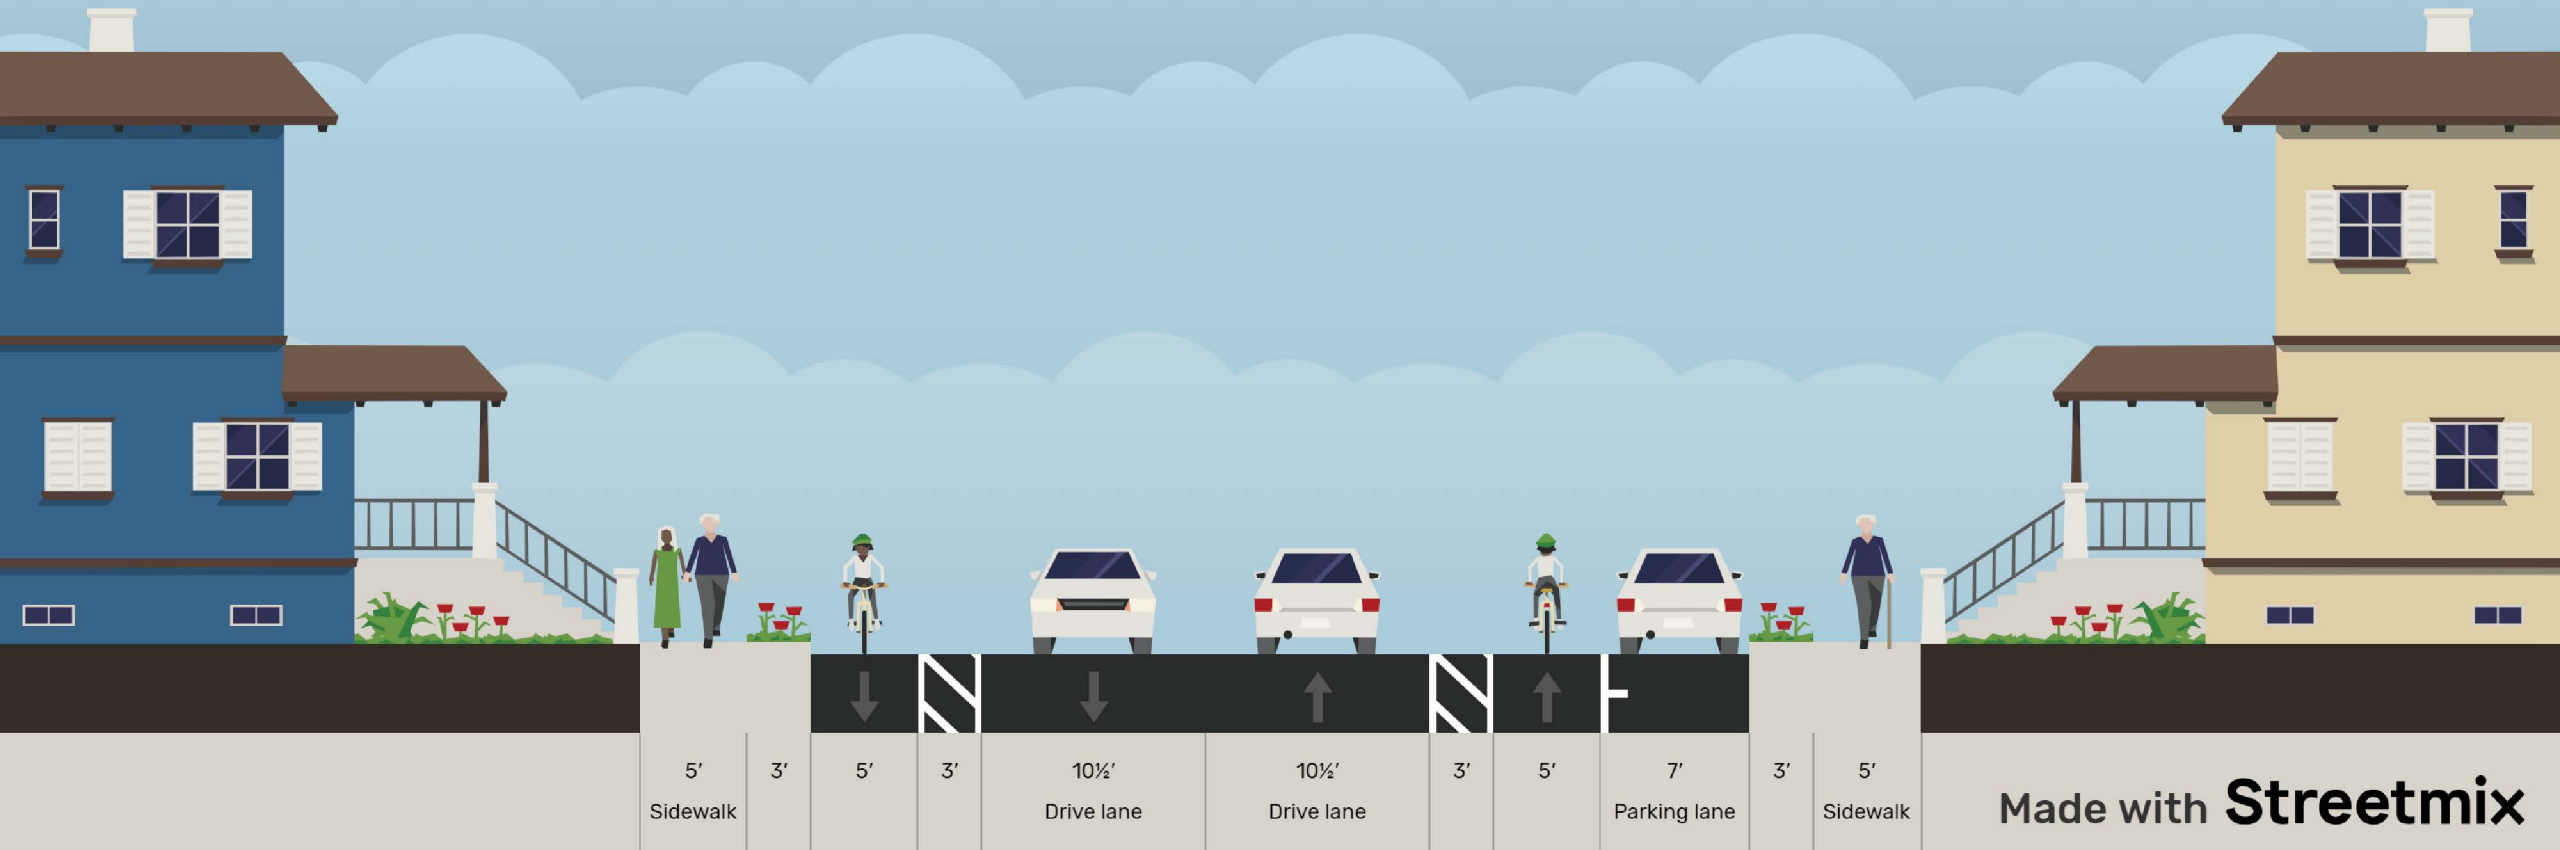 5′ 3′ 5′ 3′ 10½′ 10½′ 3′ 5′ 7′ 3′ 5′
Sidewalk Drive lane Drive lane Parking lane Sidewalk
Made with Streetmix